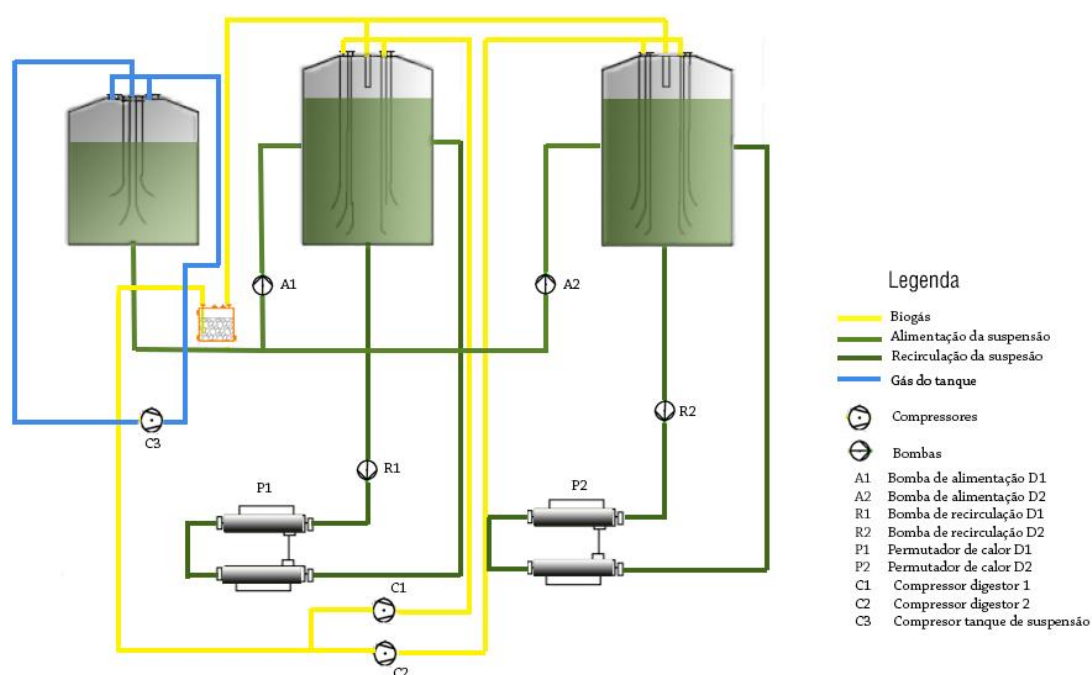 A1
A2
C3
R1
R2
P1
P2
C1
C2
Legenda
Biogás
Alimentação da suspensão
Recirculação da suspesão
Gás do tanque
Compressores
Bombas
A1 Bomba de alimentação D1
A2 Bomba de alimentação D2
R1 Bomba de recirculação D1
R2 Bomba de recirculação D2
P1 Permutador de calor D1
P2 Permutador de calor D2
C1 Compressor digestor 1
C2 Compressor digestor 2
C3 Compresor tanque de suspensão